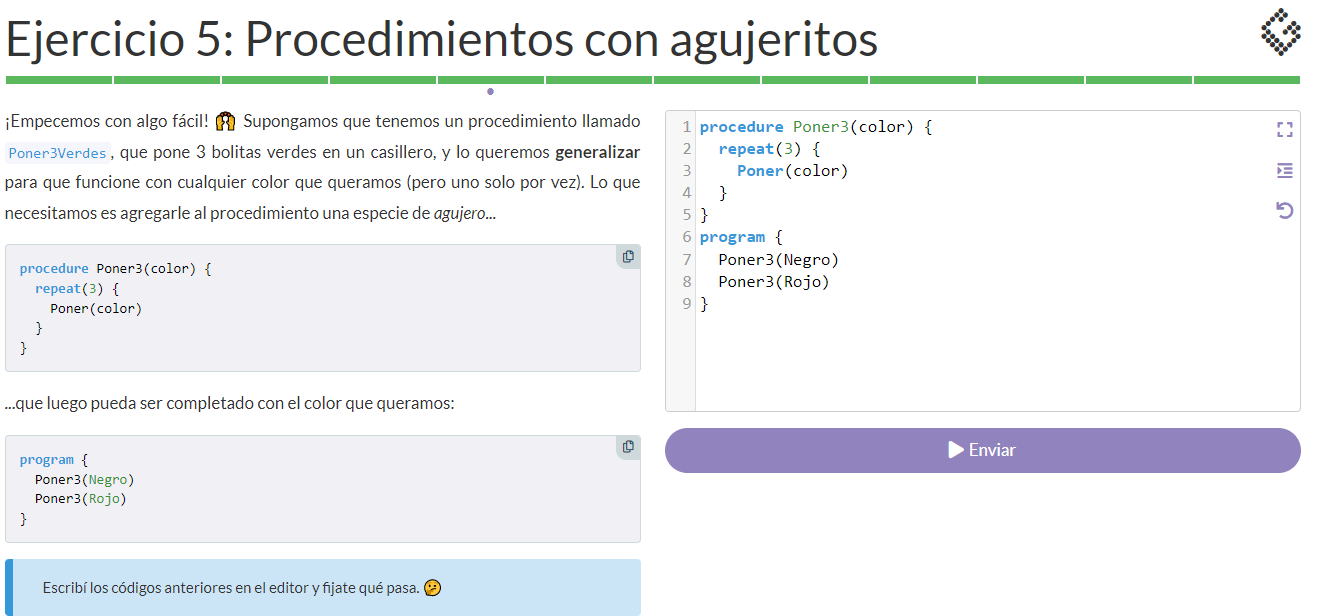 Ejercicio 5: Procedimientos con agujeritos
¡Empecemos con algo fácil! 🙌 Supongamos que tenemos un procedimiento llamado
Poner3Verdes, que pone 3 bolitas verdes en un casillero, y lo queremos generalizar
para que funcione con cualquier color que queramos (pero uno solo por vez). Lo que
necesitamos es agregarle al procedimiento una especie de agujero...
procedure Poner3(color) {
repeat(3) {
Poner(color)
}
}
...que luego pueda ser completado con el color que queramos:
program {
Poner3(Negro)
Poner3(Rojo)
}
Escribí los códigos anteriores en el editor y fijate qué pasa. 🤔
1 procedure Poner3(color) {
2 repeat(3) {
3 Poner(color)
4 }
5 }
6 program {
7 Poner3(Negro)
8 Poner3(Rojo)
9 }
Enviar